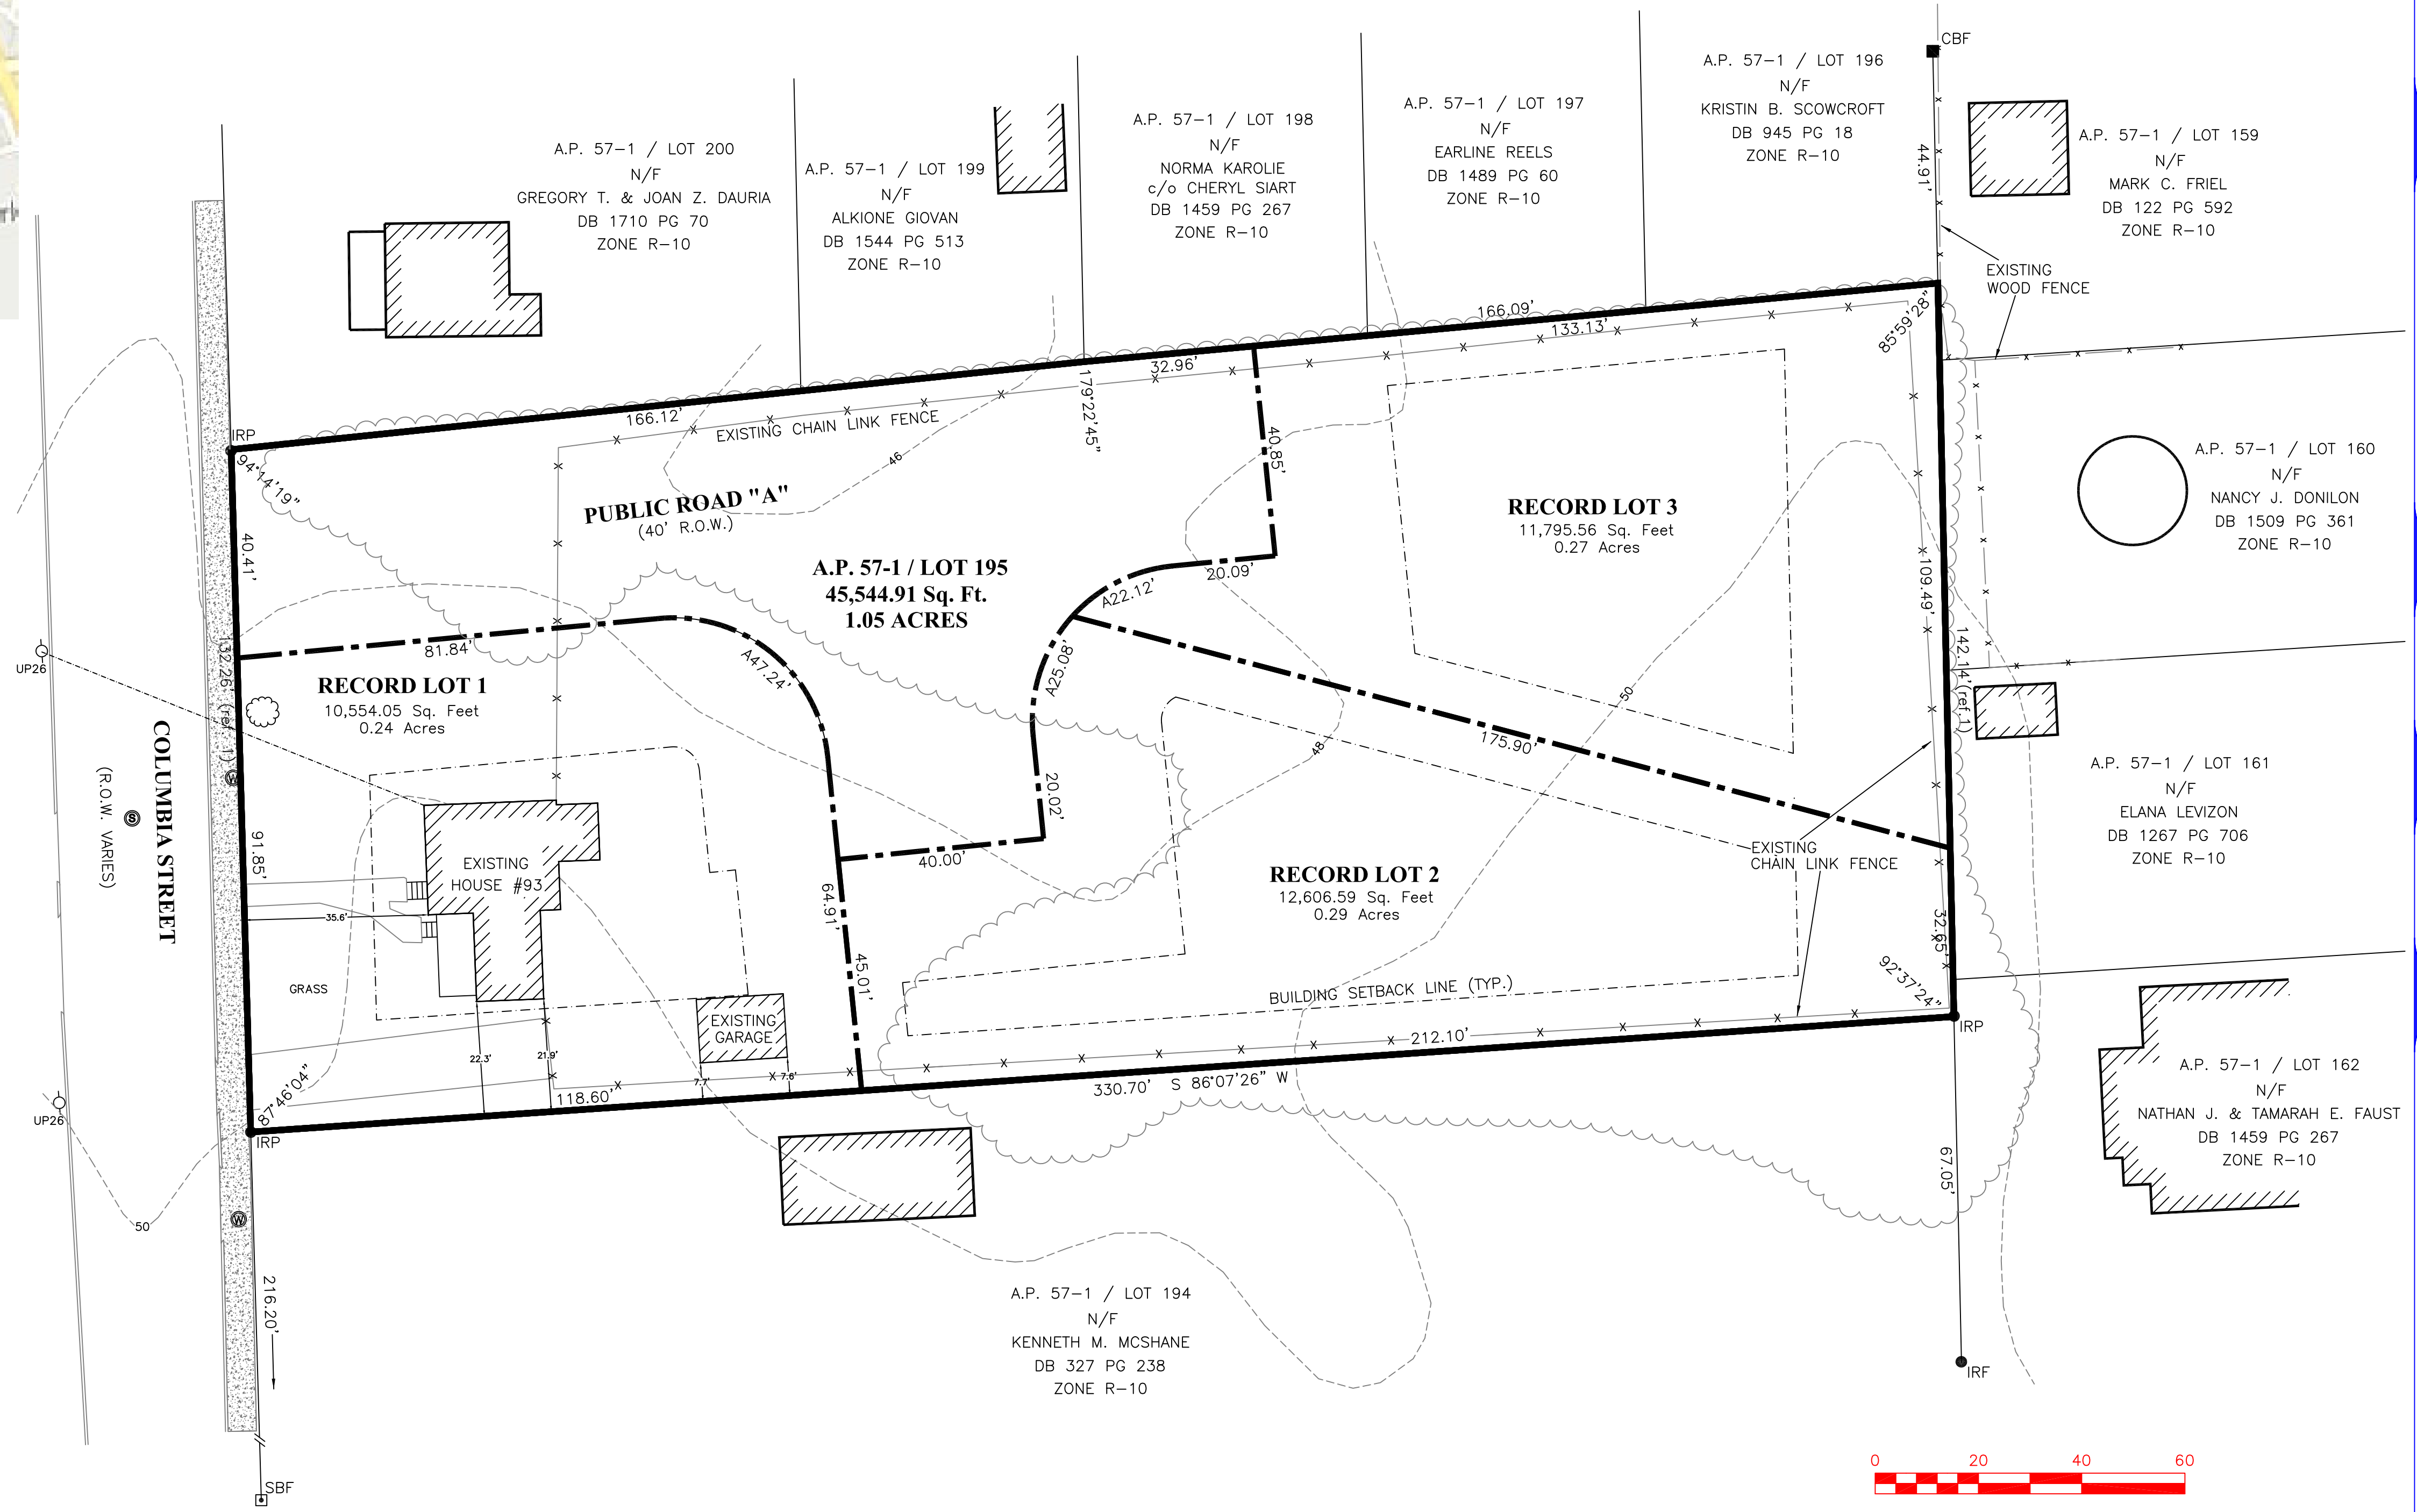 CBF
A.P. 57-1 / LOT 200
N/F
GREGORY T. & JOAN Z. DAURIA
DB 1710 PG 70
ZONE R-10
A.P. 57-1 / LOT 199
N/F
ALKIONE GIOVAN
DB 1544 PG 513
ZONE R-10
A.P. 57-1 / LOT 198
N/F
NORMA KAROLIE
c/o CHERYL SIART
DB 1459 PG 267
ZONE R-10
A.P. 57-1 / LOT 197
N/F
EARLINE REELS
DB 1489 PG 60
ZONE R-10
A.P. 57-1 / LOT 196
N/F
KRISTIN B. SCOWCROFT
DB 945 PG 18
ZONE R-10
44.91'
A.P. 57-1 / LOT 159
N/F
MARK C. FRIEL
DB 122 PG 592
ZONE R-10
EXISTING
WOOD FENCE
IRP
94°14'19"
166.12'
EXISTING CHAIN LINK FENCE
46
179°22'45"
32.96'
166.09'
133.13'
85°59'28"
PUBLIC ROAD "A"
(40' R.O.W.)
40.41'
40.85'
A.P. 57-1 / LOT 195
45,544.91 Sq. Ft.
1.05 ACRES
RECORD LOT 3
11,795.56 Sq. Feet
0.27 Acres
A.P. 57-1 / LOT 160
N/F
NANCY J. DONILON
DB 1509 PG 361
ZONE R-10
20.09'
A22.12'
A25.08'
109.49'
142.14'(ref.1)
UP26
132.26' (ref. 1)
81.84'
A47.24'
RECORD LOT 1
10,554.05 Sq. Feet
0.24 Acres
50
48
175.90'
20.02'
W
S
COLUMBIA STREET
(R.O.W. VARIES)
91.85'
EXISTING
HOUSE #93
40.00'
64.91'
45.01'
EXISTING
CHAIN LINK FENCE
RECORD LOT 2
12,606.59 Sq. Feet
0.29 Acres
A.P. 57-1 / LOT 161
N/F
ELANA LEVIZON
DB 1267 PG 706
ZONE R-10
35.6'
GRASS
32.65'
92°37'24"
BUILDING SETBACK LINE (TYP.)
EXISTING
GARAGE
22.3'
21.9'
7.7'
7.6'
212.10'
IRP
87°46'04"
118.60'
330.70' S 86°07'26" W
UP26
IRP
A.P. 57-1 / LOT 162
N/F
NATHAN J. & TAMARAH E. FAUST
DB 1459 PG 267
ZONE R-10
67.05'
50
W
216.20'
A.P. 57-1 / LOT 194
N/F
KENNETH M. MCSHANE
DB 327 PG 238
ZONE R-10
IRF
SBF
0 20 40 60